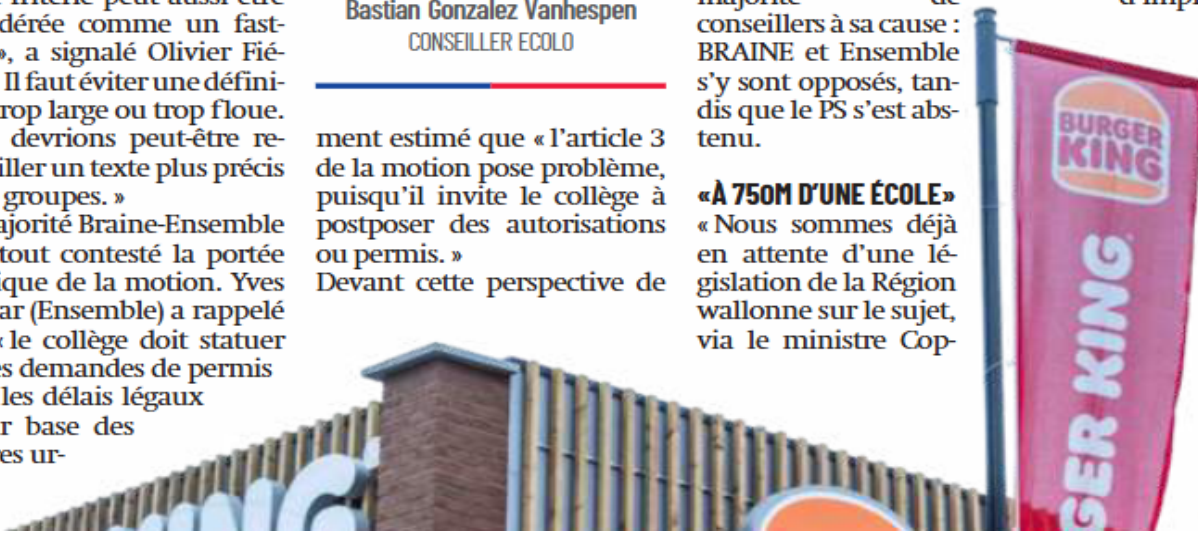 dérée comme un fast-
», a signalé Olivier Fié-
Il faut éviter une défini-
rop large ou trop floue.
devrions peut-être re-
iller un texte plus précis
groupes. »
ajorité Braine-Ensemble
tout contesté la portée
ique de la motion. Yves
ar (Ensemble) a rappelé
« le collège doit statuer
es demandes de permis
les délais légaux
r base des
res ur-
Bastian Gonzalez Vanhespen
CONSEILLER ECOLO
ment estimé que « l'article 3
de la motion pose problème,
puisqu'il invite le collège à
postposer des autorisations
ou permis. »
Devant cette perspective de
conseillers à sa cause :
BRAINE et Ensemble
s'y sont opposés, tan-
dis que le PS s'est abs-
tenu.
«À 750M D'UNE ÉCOLE»
« Nous sommes déjà
en attente d'une lé-
gislation de la Région
wallonne sur le sujet,
via le ministre Cop-
BURGER
KING
GER KING